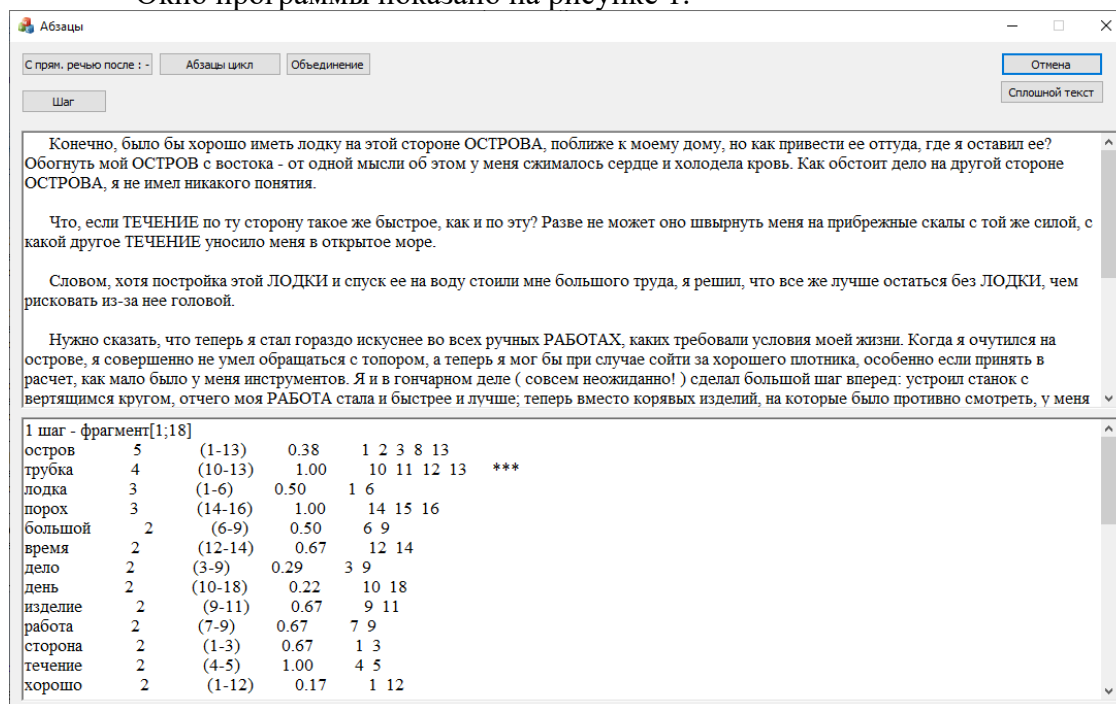 Окно программы показано на рисунке 1.
Абзацы
С прям. речью после : -   Абзацы цикл   Объединение   Отмена
Шаг   Сплошной текст
Конечно, было бы хорошо иметь лодку на этой стороне ОСТРОВА, поближе к моему дому, но как привести ее оттуда, где я оставил ее?
Обогнуть мой ОСТРОВ с востока - от одной мысли об этом у меня сжималось сердце и холодела кровь. Как обстоит дело на другой стороне
ОСТРОВА, я не имел никакого понятия.
Что, если ТЕЧЕНИЕ по ту сторону такое же быстрое, как и по эту? Разве не может оно швырнуть меня на прибрежные скалы с той же силой, с
какой другое ТЕЧЕНИЕ уносило меня в открытое море.
Словом, хотя постройка этой ЛОДКИ и спуск ее на воду стоили мне большого труда, я решил, что все же лучше остаться без ЛОДКИ, чем
рисковать из-за нее головой.
Нужно сказать, что теперь я стал гораздо искуснее во всех ручных РАБОТАХ, каких требовали условия моей жизни. Когда я очутился на
острове, я совершенно не умел обращаться с топором, а теперь я мог бы при случае сойти за хорошего плотника, особенно если принять в
расчет, как мало было у меня инструментов. Я и в гончарном деле ( совсем неожиданно! ) сделал большой шаг вперед: устроил станок с
вертящимся кругом, отчего моя РАБОТА стала и быстрее и лучше; теперь вместо корявых изделий, на которые было противно смотреть, у меня
1 шаг - фрагмент[1;18]
остров 5 (1-13) 0.38 1 2 3 8 13
трубка 4 (10-13) 1.00 10 11 12 13 ***
лодка 3 (1-6) 0.50 1 6
порох 3 (14-16) 1.00 14 15 16
большой 2 (6-9) 0.50 6 9
время 2 (12-14) 0.67 12 14
дело 2 (3-9) 0.29 3 9
день 2 (10-18) 0.22 10 18
изделие 2 (9-11) 0.67 9 11
работа 2 (7-9) 0.67 7 9
сторона 2 (1-3) 0.67 1 3
течение 2 (4-5) 1.00 4 5
хорошо 2 (1-12) 0.17 1 12